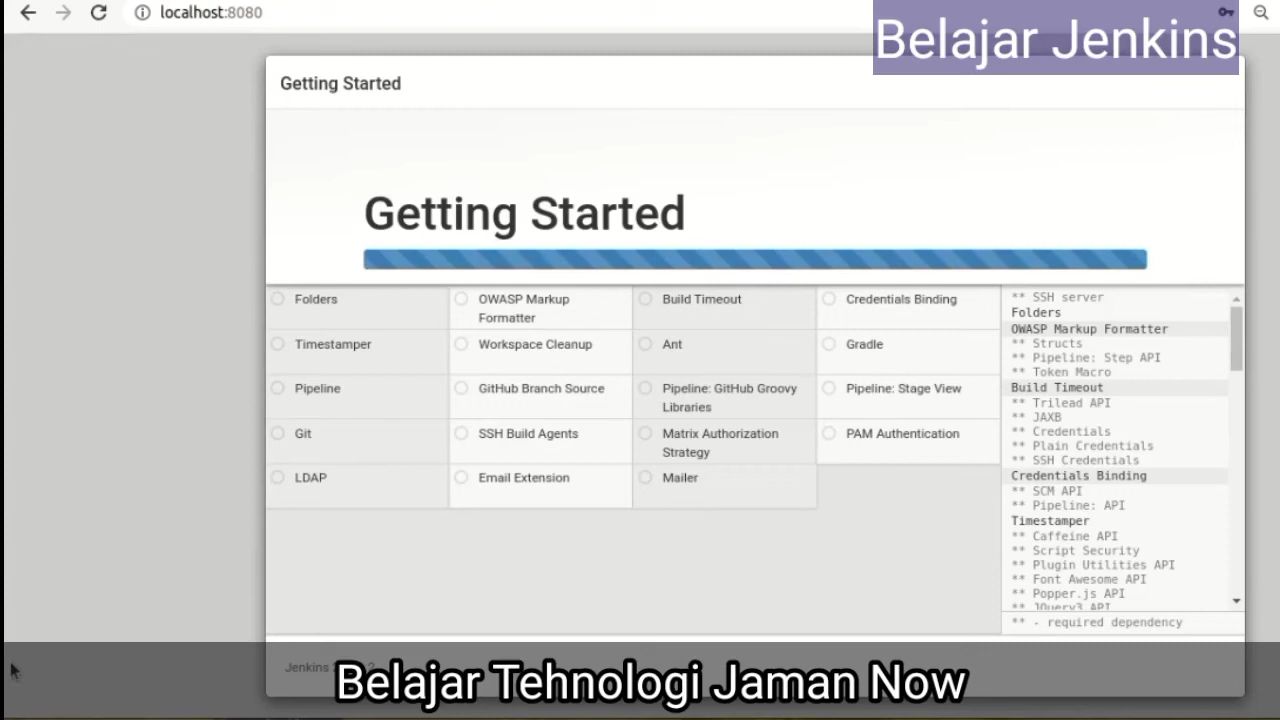 localhost:8080
Belajar Jenkins
Getting Started
Getting Started
Folders
OWASP Markup
Formatter
Build Timeout
Credentials Binding
Timestamper
Workspace Cleanup
Ant
Gradle
Pipeline
GitHub Branch Source
Pipeline: GitHub Groovy
Libraries
Pipeline: Stage View
Git
SSH Build Agents
Matrix Authorization
Strategy
PAM Authentication
LDAP
Email Extension
Mailer
** SSH server
Folders
OWASP Markup Formatter
** Structs
** Pipeline: Step API
** Token Macro
Build Timeout
** Trilead API
** JAXB
** Credentials
** Plain Credentials
** SSH Credentials
Credentials Binding
** SCM API
** Pipeline: API
Timestamper
** Caffeine API
** Script Security
** Plugin Utilities API
** Font Awesome API
** Popper.js API
** JQuery3 API
** - required dependency
Jenkins
Belajar Tehnologi Jaman Now